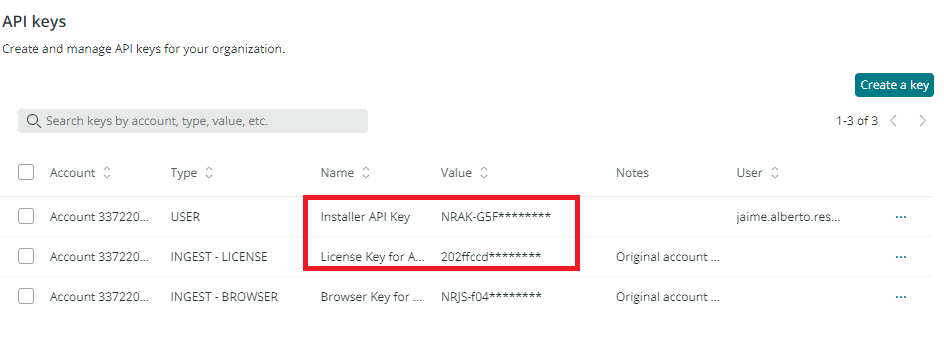 API keys
Create and manage API keys for your organization.
Create a key
Search keys by account, type, value, etc.
1-3 of 3
Account Type Name Value Notes User
Account 337220... USER Installer API Key NRAK-G5F******** jaime.alberto.res... ...
Account 337220... INGEST - LICENSE License Key for A... 202ffccd******** Original account ... ...
Account 337220... INGEST - BROWSER Browser Key for ... NRJS-f04******** Original account ... ...